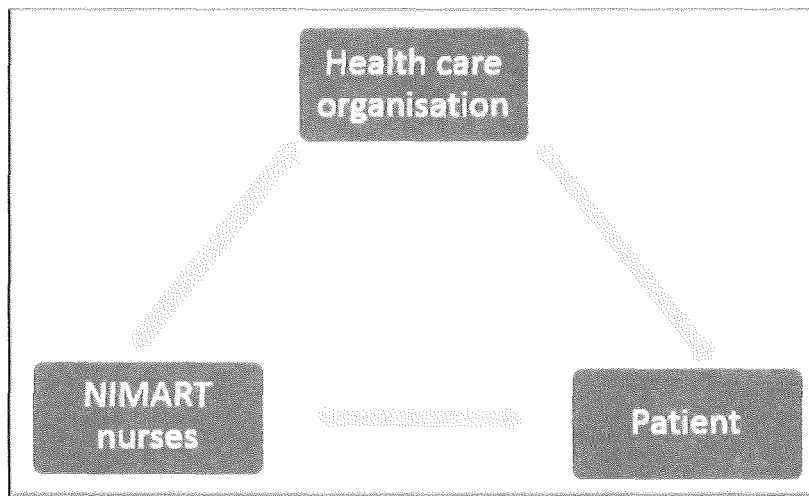 Health care
organisation
NIMART
nurses
Patient